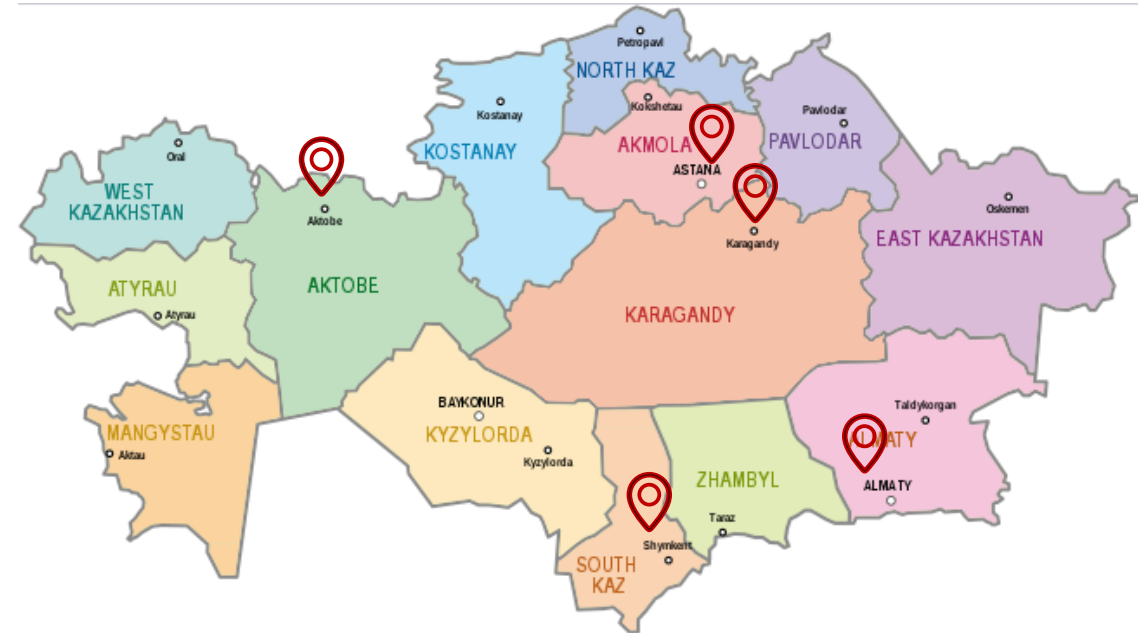 Petropavl
NORTH KAZ
Kokshetau
Kostanay
KOSTANAY
AKMOLA
ASTANA
Pavlodar
PAVLODAR
Oral
WEST
KAZAKHSTAN
Aktobe
AKTOBE
Karagandy
KARAGANDY
Oskemen
EAST KAZAKHSTAN
ATYRAU
Atyrau
MANGYSTAU
Aktau
BAYKONUR
KYZYLORDA
Kyzylorda
Taldykorgan
ALMATY
ALMATY
ZHAMBYL
Taraz
Shymkent
SOUTH
KAZ